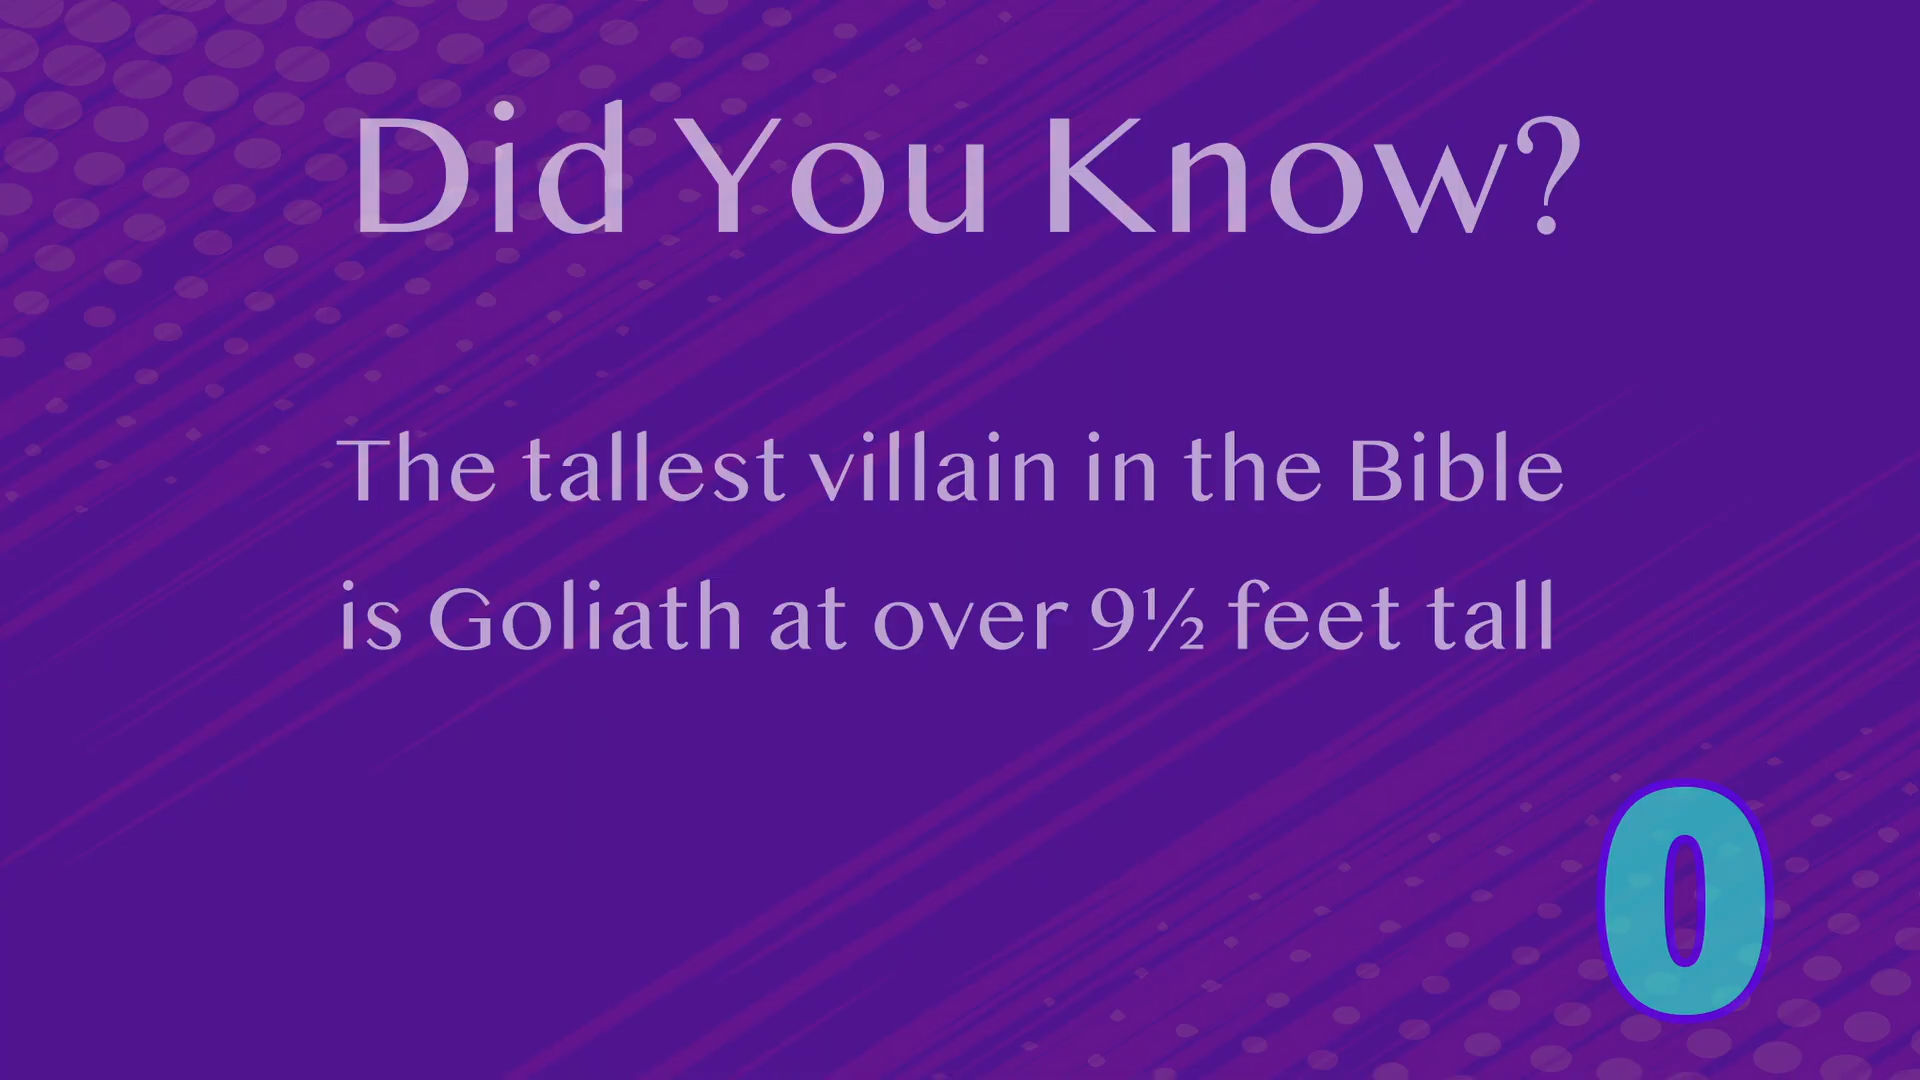 Did You Know?
The tallest villain in the Bible
is Goliath at over 9½ feet tall
0